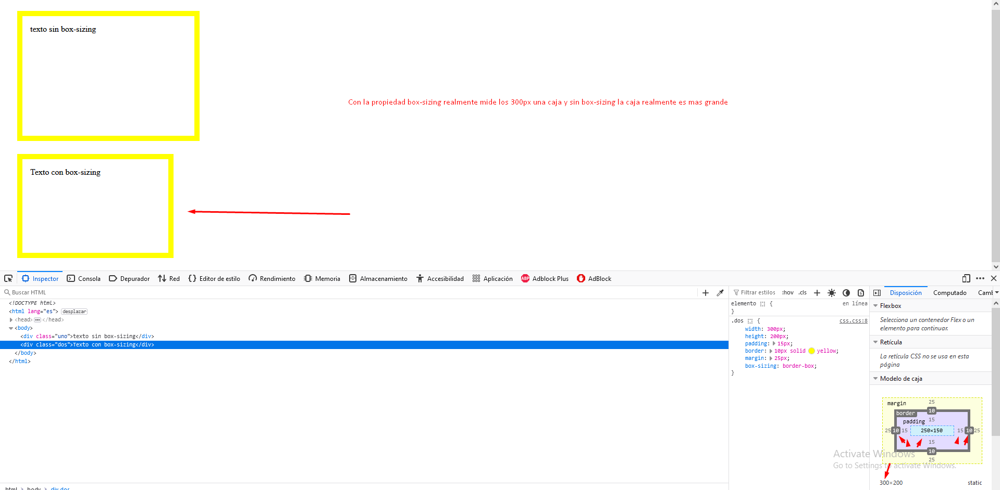 texto sin box-sizing
Con la propiedad box-sizing realmente mide los 300px una caja y sin box-sizing la caja realmente es mas grande
Texto con box-sizing
Inspector Consola Depurador Red Editor de estilo Rendimiento Memoria Almacenamiento Accesibilidad Aplicación ABP Adblock Plus AdBlock
Buscar HTML
<!DOCTYPE html>
<html lang="es"> desplazar
<head> ••• </head>
<body>
<div class="uno">texto sin box-sizing</div>
<div class="dos">Texto con box-sizing</div>
</body>
</html>
html > body > div.dos
Filtrar estilos :hov .cls +
elemento { en línea
}
.dos { css.css:8
width: 300px;
height: 200px;
padding: 15px;
border: 10px solid yellow;
margin: 25px;
box-sizing: border-box;
}
Disposición Computado Caml
Flexbox
Selecciona un contenedor Flex o un
elemento para continuar.
Retícula
La retícula CSS no se usa en esta
página
Modelo de caja
margin 25
border 10
padding 15
25 10 15 250×150 15 10 25
15
10
25
Activate Windows
Go to Settings to activate Windows.
300×200 static